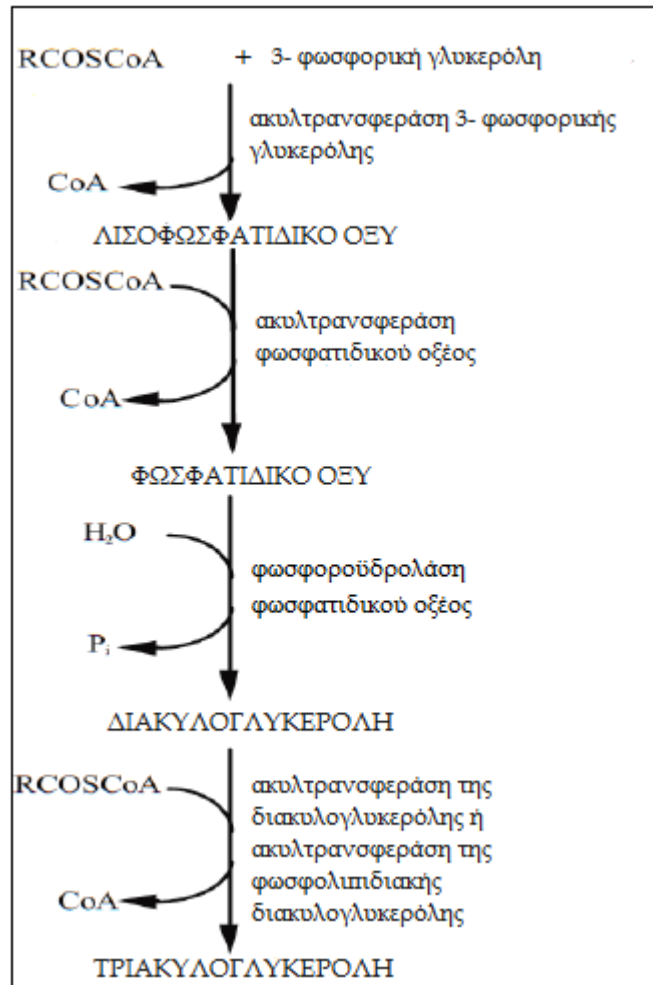 RCOSCoA + 3- φωσφορική γλυκερόλη
ακυλτρανσφεράση 3- φωσφορικής
γλυκερόλης
CoA
ΛΙΣΟΦΩΣΦΑΤΙΔΙΚΟ ΟΞΥ
RCOSCoA
ακυλτρανσφεράση
φωσφατιδικού οξέος
CoA
ΦΩΣΦΑΤΙΔΙΚΟ ΟΞΥ
H₂O
φωσφοροϋδρολάση
φωσφατιδικού οξέος
Pᵢ
ΔΙΑΚΥΛΟΓΛΥΚΕΡΟΛΗ
RCOSCoA
ακυλτρανσφεράση της
διακυλογλυκερόλης ή
ακυλτρανσφεράση της
φωσφολιπιδιακής
διακυλογλυκερόλης
CoA
ΤΡΙΑΚΥΛΟΓΛΥΚΕΡΟΛΗ